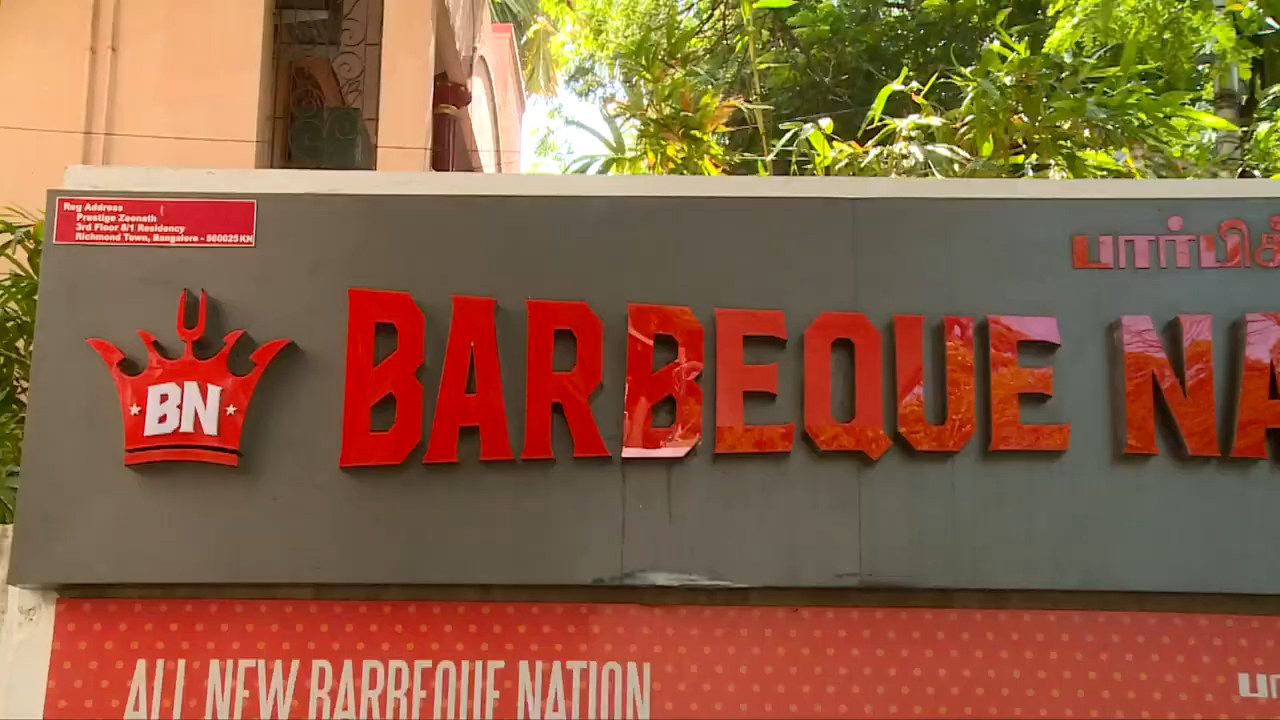 Reg Address
Prestige Zeenath
3rd Floor 8/1 Residency
Richmond Town, Bangalore - 560025 KN
பார்பிக்
BN
BARBEQUE NA
ALL NEW BARBEQUE NATION